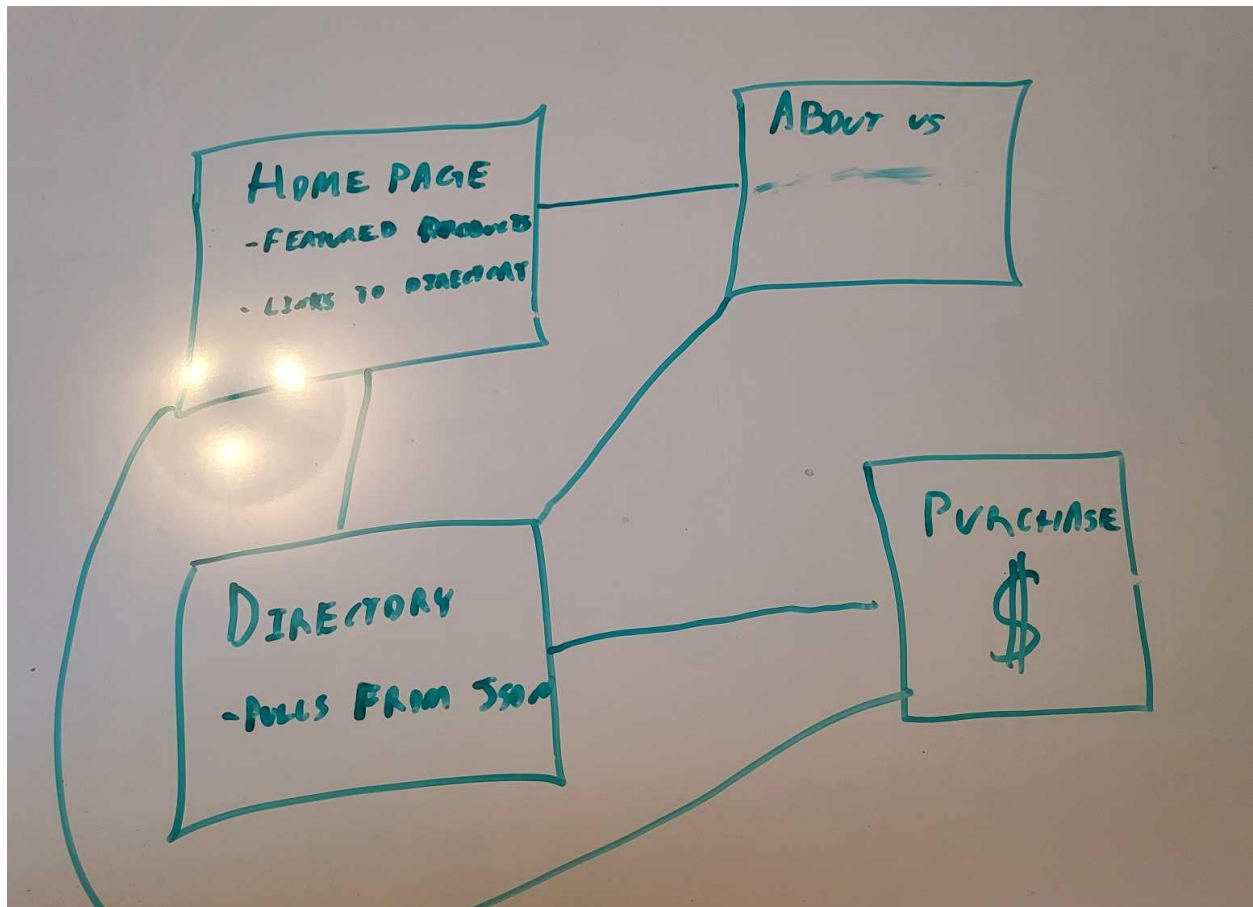 HOME PAGE
-FEATURED PRODUCTS
- LINKS TO DIRECTORY
ABOUT US
DIRECTORY
-PULLS FROM JSON
PURCHASE
$